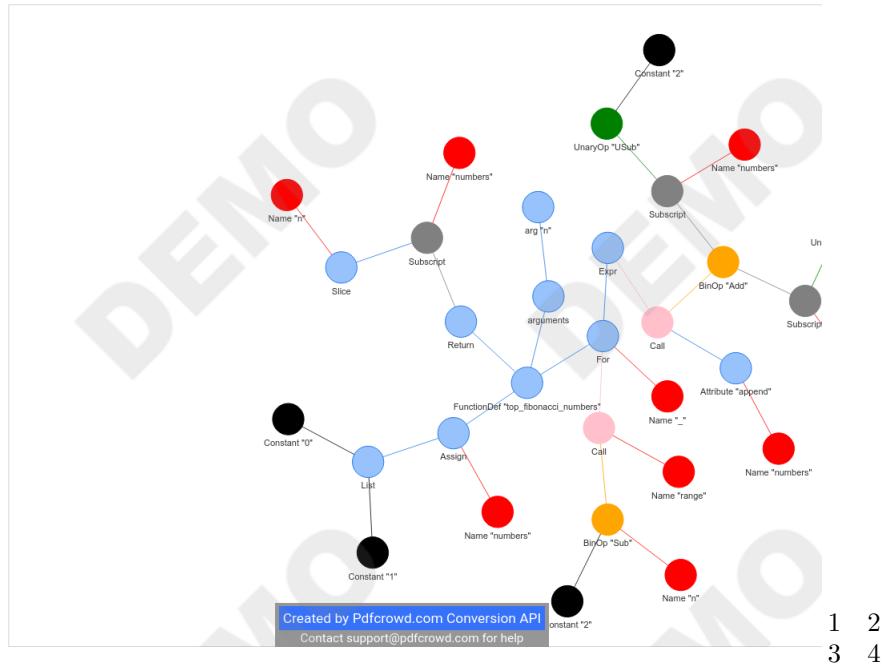 Constant "2"
UnaryOp "USub"
Name "numbers"
Name "numbers"
Subscript
Name "n"
arg "n"
Un
Subscript
Expr
Slice
BinOp "Add"
arguments
Subscript
Return
Call
For
Attribute "append"
FunctionDef "top_fibonacci_numbers"
Name "_"
Constant "0"
Assign
Call
Name "numbers"
List
Name "range"
Name "numbers"
BinOp "Sub"
Constant "1"
Name "n"
onstant "2"
Created by Pdfcrowd.com Conversion API
Contact support@pdfcrowd.com for help
1 2
3 4
DEMO
DEMO